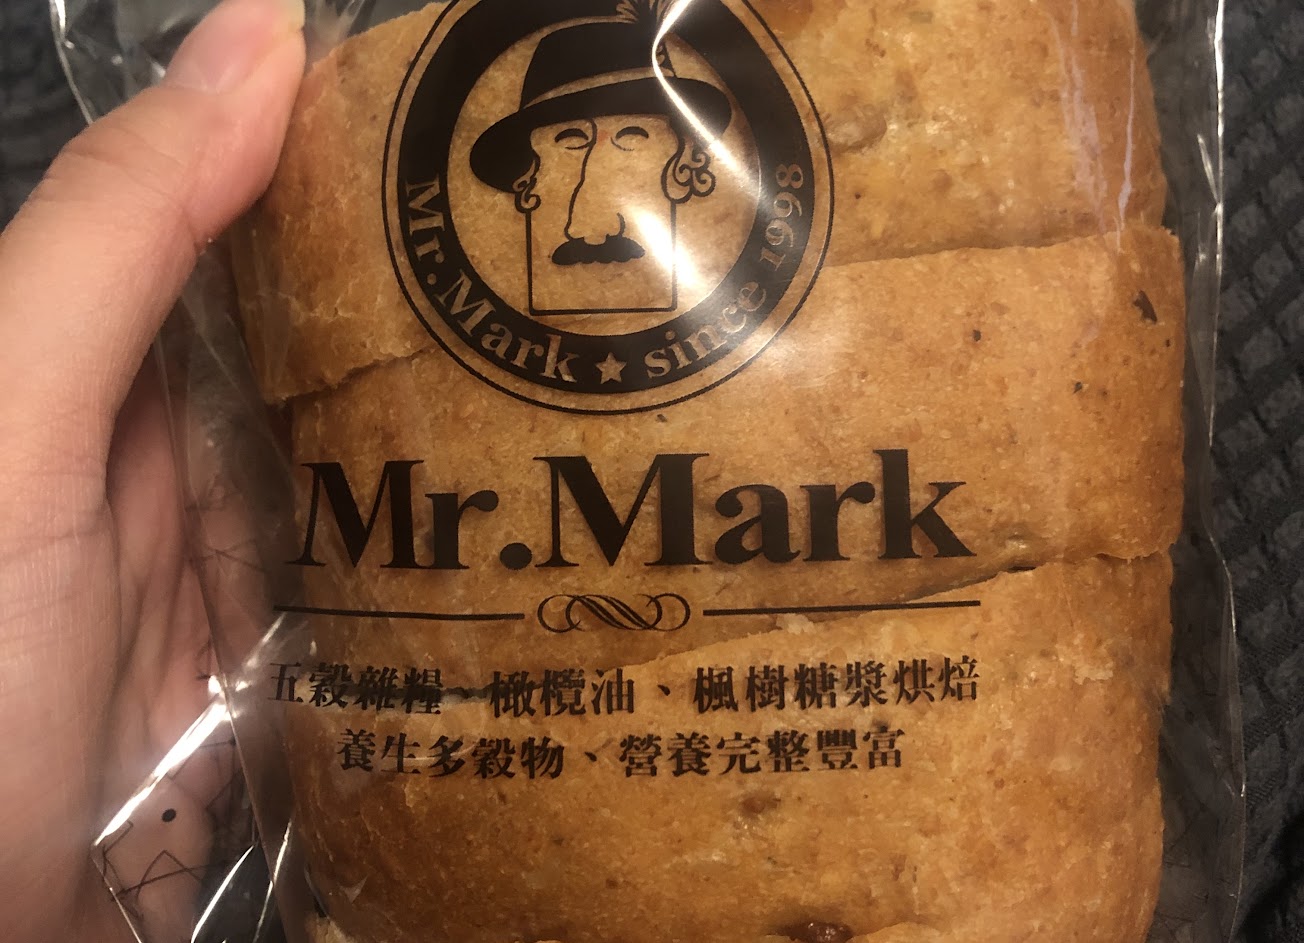 Mr. Mark ★ since 1998
Mr.Mark
五穀雜糧、橄欖油、楓樹糖漿烘焙
養生多穀物、營養完整豐富